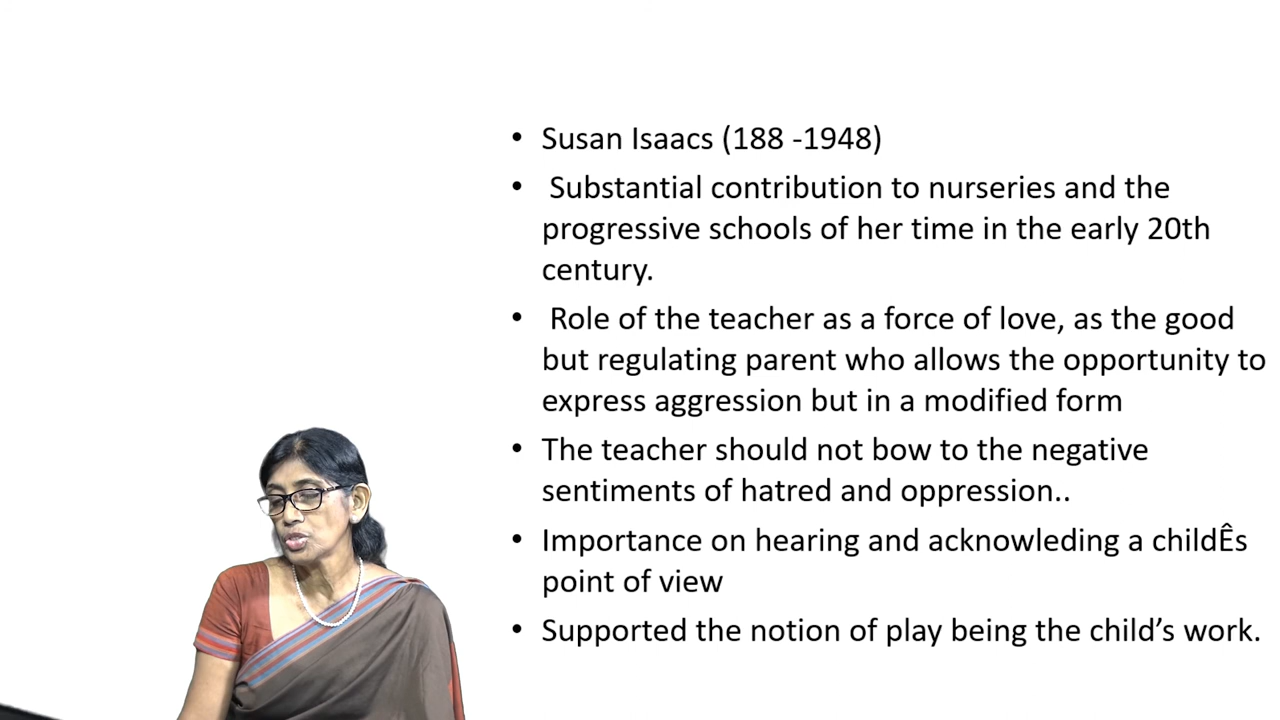 • Susan Isaacs (188 -1948)
• Substantial contribution to nurseries and the
progressive schools of her time in the early 20th
century.
• Role of the teacher as a force of love, as the good
but regulating parent who allows the opportunity to
express aggression but in a modified form
• The teacher should not bow to the negative
sentiments of hatred and oppression..
• Importance on hearing and acknowleding a childÊs
point of view
• Supported the notion of play being the child’s work.